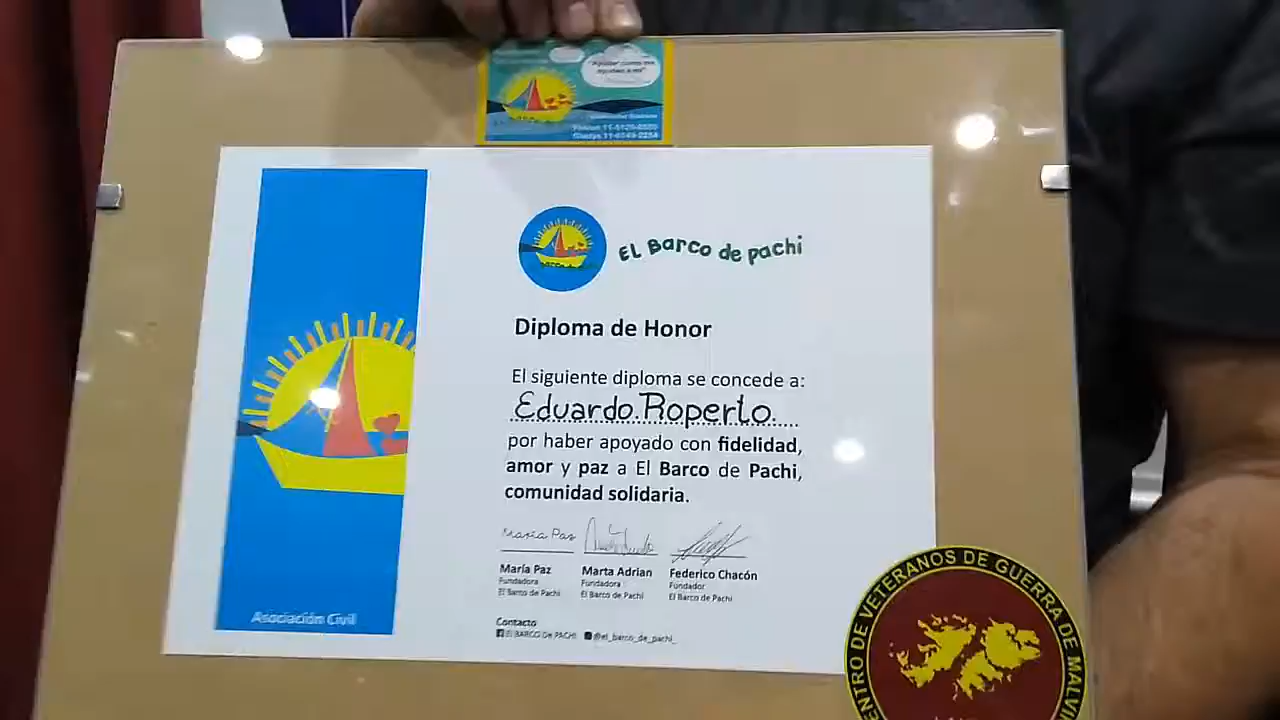 "Ayudar como me
ayudan a mi"
EL Barco de pachi
Diploma de Honor
El siguiente diploma se concede a:
Eduardo Roperto
por haber apoyado con fidelidad,
amor y paz a El Barco de Pachi,
comunidad solidaria.
María Paz
María Paz Marta Adrian Federico Chacón
Fundadora Fundadora Fundador
El Barco de Pachi El Barco de Pachi El Barco de Pachi
Contacto
El BARCO De PACHI @el_barco_de_pachi_
Asociación Civil
ENTRO DE VETERANOS DE GUERRA DE MALVIN